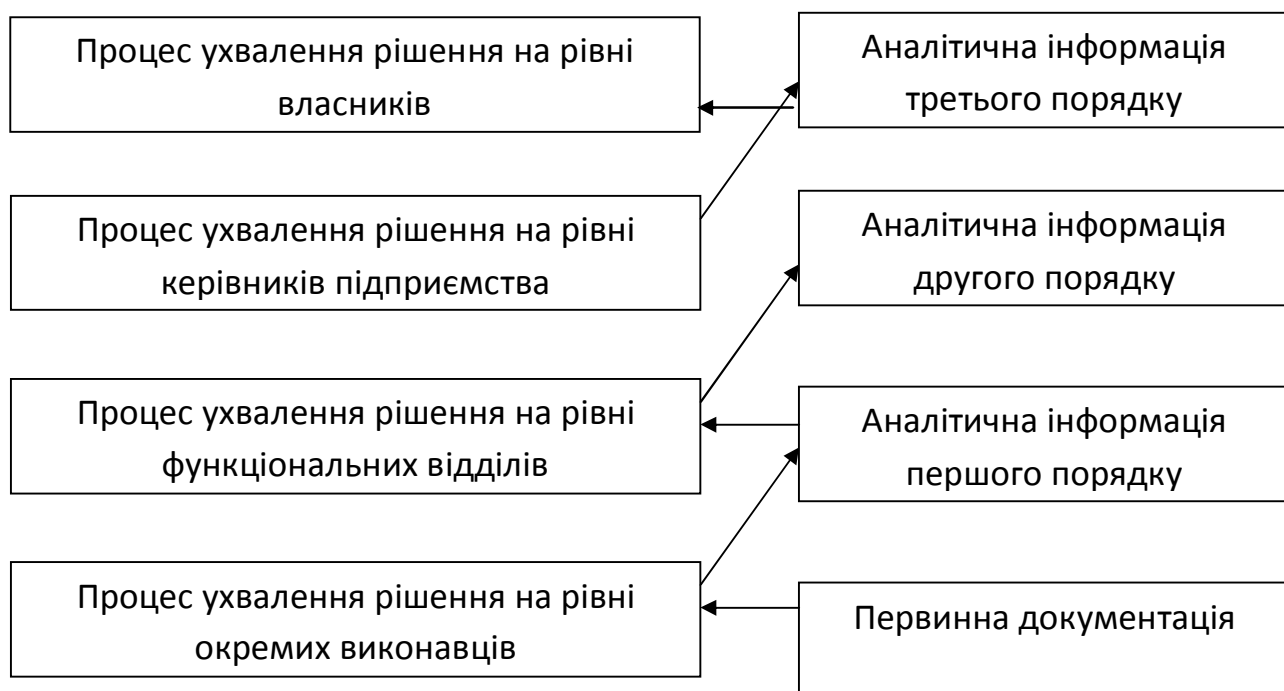 Процес ухвалення рішення на рівні
власників
Аналітична інформація
третього порядку
Процес ухвалення рішення на рівні
керівників підприємства
Аналітична інформація
другого порядку
Процес ухвалення рішення на рівні
функціональних відділів
Аналітична інформація
першого порядку
Процес ухвалення рішення на рівні
окремих виконавців
Первинна документація